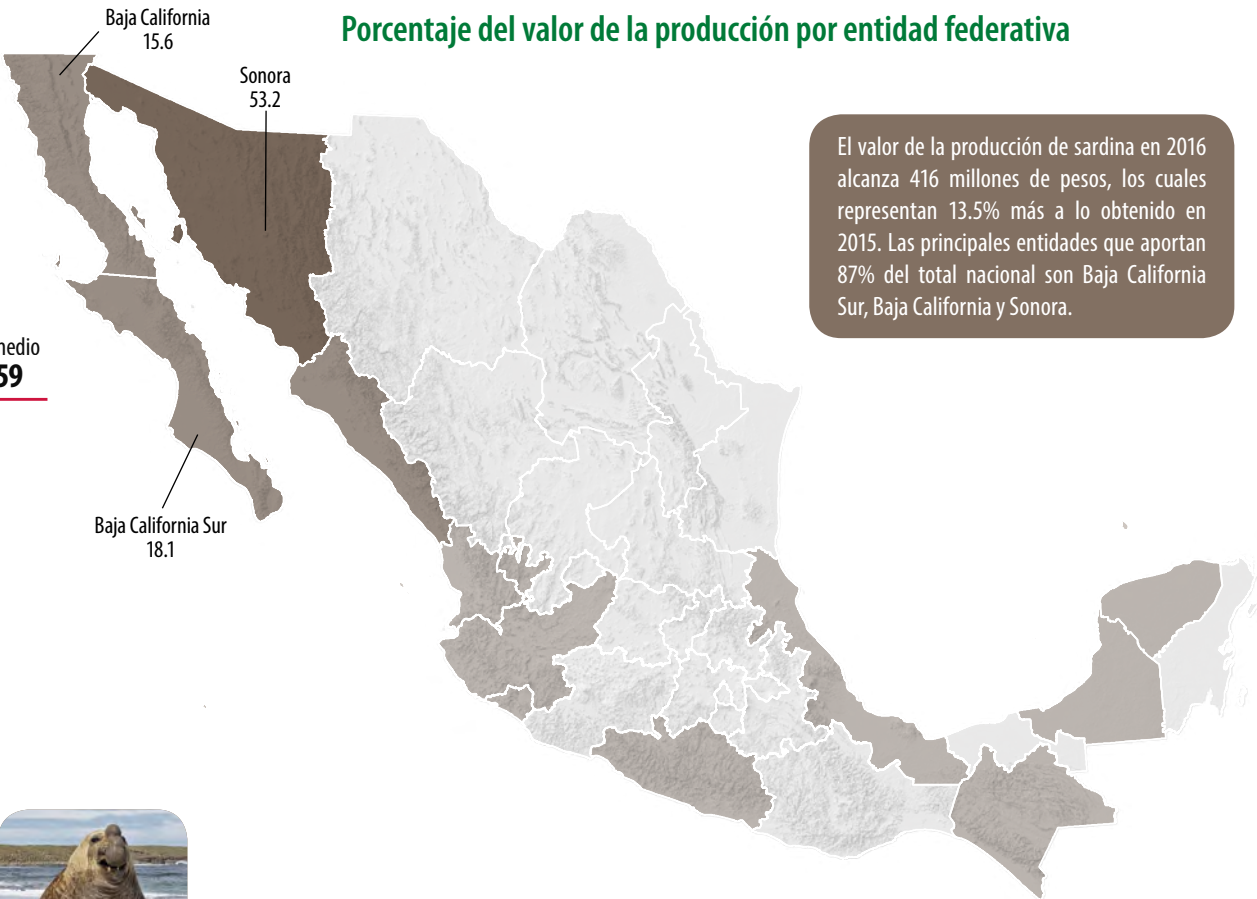 Porcentaje del valor de la producción por entidad federativa
Baja California
15.6
Sonora
53.2
El valor de la producción de sardina en 2016
alcanza 416 millones de pesos, los cuales
representan 13.5% más a lo obtenido en
2015. Las principales entidades que aportan
87% del total nacional son Baja California
Sur, Baja California y Sonora.
59
Baja California Sur
18.1